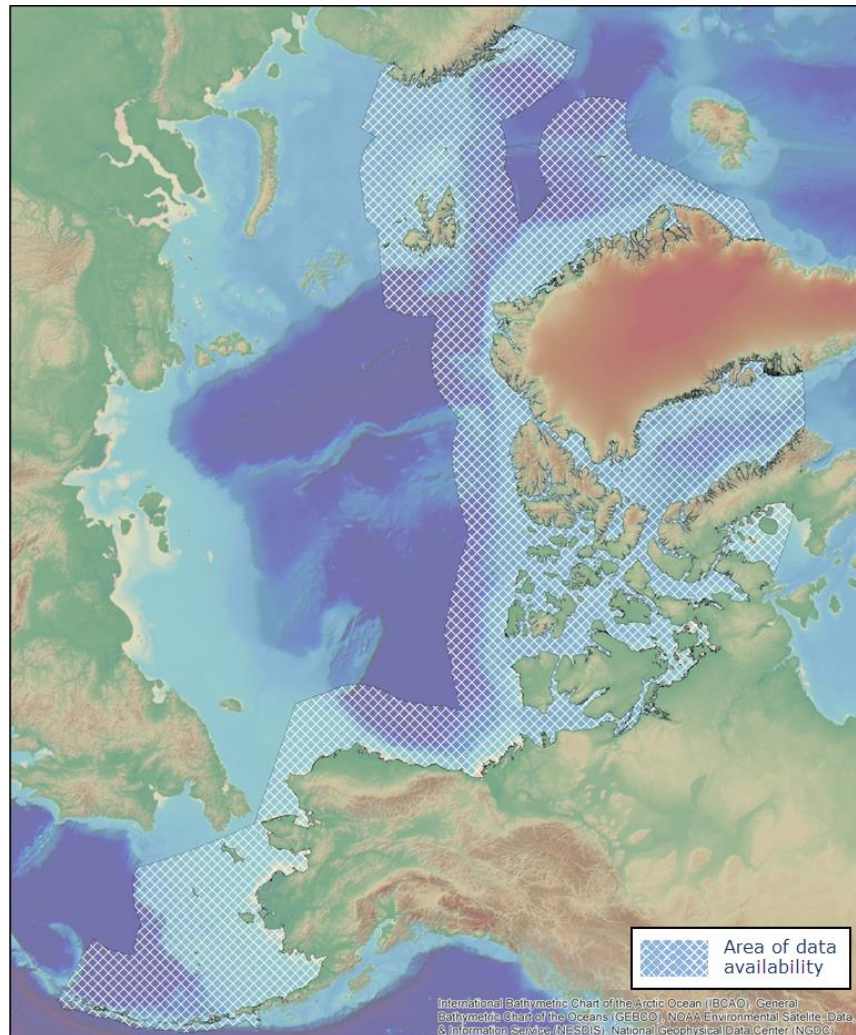 Area of data
availability
International Bathymetric Chart of the Arctic Ocean (IBCAO), General
Bathymetric Chart of the Oceans (GEBCO), NOAA Environmental Satelite, Data
& Information Service (NESDIS), National Geophysical Data Center (NGDC)